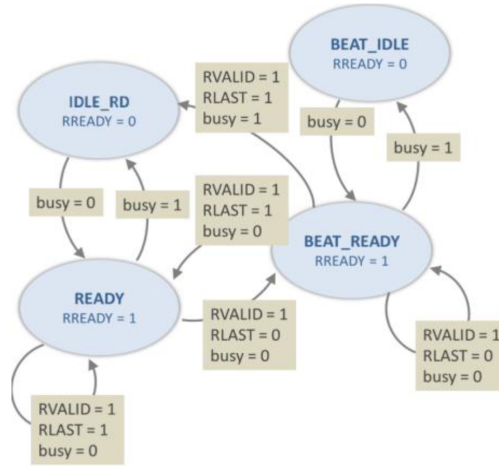 BEAT_IDLE
RREADY = 0
IDLE_RD
RREADY = 0
RVALID = 1
RLAST = 1
busy = 1
busy = 0
busy = 1
busy = 0
busy = 1
RVALID = 1
RLAST = 1
busy = 0
BEAT_READY
RREADY = 1
READY
RREADY = 1
RVALID = 1
RLAST = 0
busy = 0
RVALID = 1
RLAST = 0
busy = 0
RVALID = 1
RLAST = 1
busy = 0